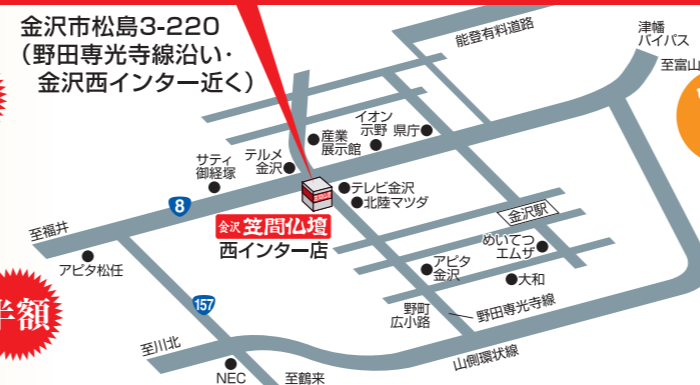 金沢市松島3-220
（野田専光寺線沿い・
金沢西インター近く）
能登有料道路
津幡
バイパス
至富山
イオン
示野
県庁
産業
展示館
テルメ
金沢
サティ
御経塚
テレビ金沢
北陸マツダ
8
金沢 笠間仏壇
西インター店
金沢駅
めいてつ
エムザ
至福井
アピタ松任
アピタ
金沢
大和
半額
157
野町
広小路
野田専光寺線
至川北
山側環状線
NEC
至鶴来